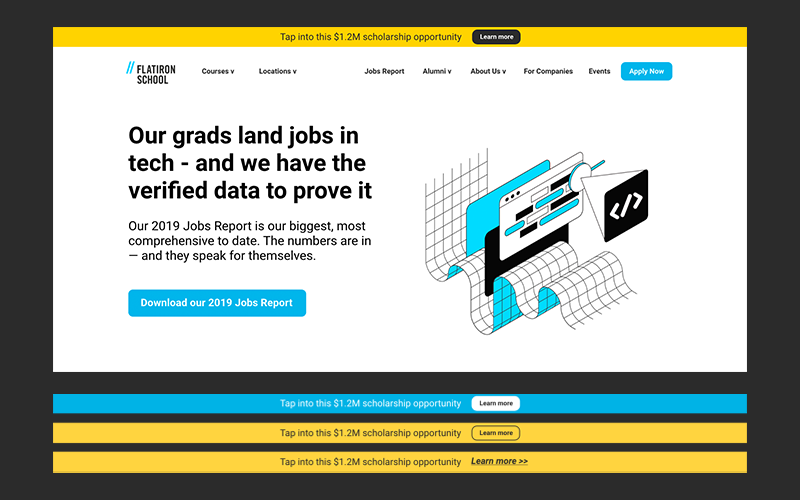 Tap into this $1.2M scholarship opportunity Learn more
FLATIRON
SCHOOL
Courses v Locations v Jobs Report Alumni v About Us v For Companies Events Apply Now
Our grads land jobs in
tech - and we have the
verified data to prove it
Our 2019 Jobs Report is our biggest, most
comprehensive to date. The numbers are in
— and they speak for themselves.
Download our 2019 Jobs Report
</>
Tap into this $1.2M scholarship opportunity Learn more
Tap into this $1.2M scholarship opportunity Learn more
Tap into this $1.2M scholarship opportunity Learn more >>